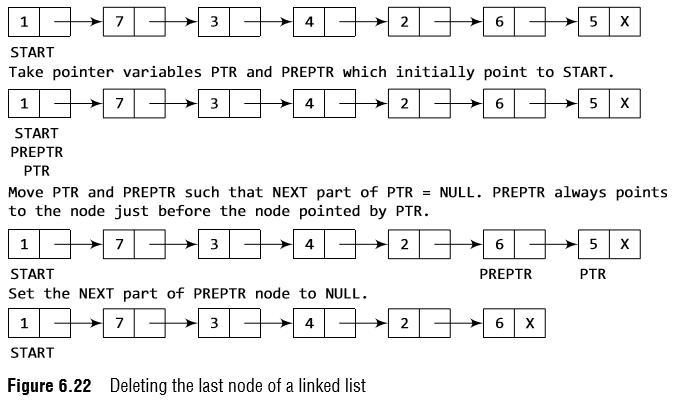 1 7 3 4 2 6 5 X
START
Take pointer variables PTR and PREPTR which initially point to START.
1 7 3 4 2 6 5 X
START
PREPTR
PTR
Move PTR and PREPTR such that NEXT part of PTR = NULL. PREPTR always points
to the node just before the node pointed by PTR.
1 7 3 4 2 6 5 X
START PREPTR PTR
Set the NEXT part of PREPTR node to NULL.
1 7 3 4 2 6 X
START
Figure 6.22 Deleting the last node of a linked list